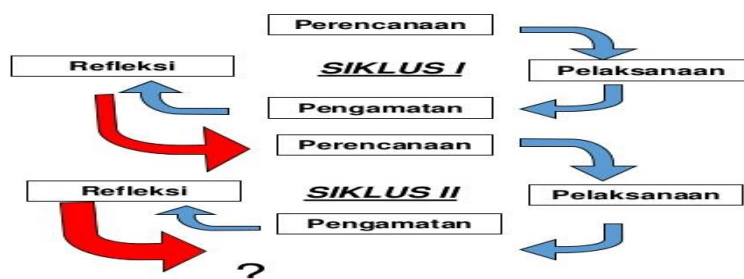 Perencanaan
Refleksi
SIKLUS I
Pelaksanaan
Pengamatan
Perencanaan
Refleksi
SIKLUS II
Pelaksanaan
Pengamatan
?